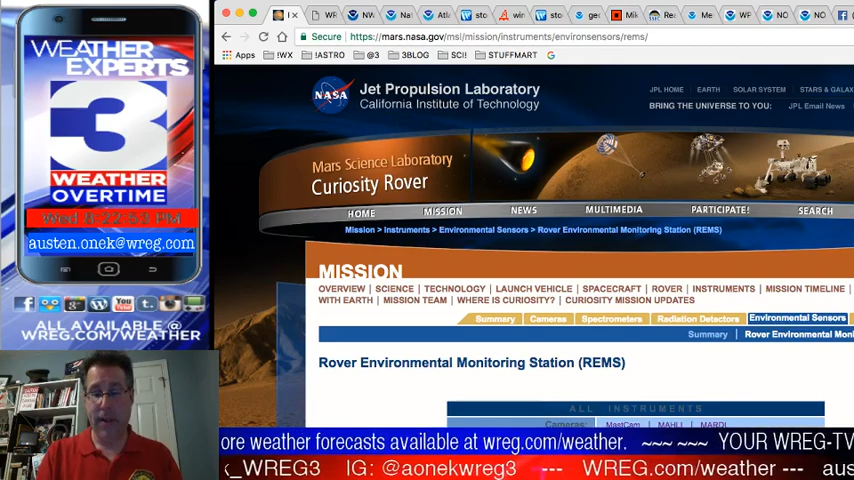 WEATHER
EXPERTS
3
WEATHER
OVERTIME
Wed 8:22:53 PM
austen.onek@wreg.com
ALL AVAILABLE @
WREG.COM/WEATHER
Secure https://mars.nasa.gov/msl/mission/instruments/environsensors/rems/
Apps !WX !ASTRO @3 3BLOG SCI! STUFFMART
NASA
Jet Propulsion Laboratory
California Institute of Technology
JPL HOME EARTH SOLAR SYSTEM STARS & GALAX
BRING THE UNIVERSE TO YOU: JPL Email News
Mars Science Laboratory
Curiosity Rover
HOME MISSION NEWS MULTIMEDIA PARTICIPATE! SEARCH
Mission > Instruments > Environmental Sensors > Rover Environmental Monitoring Station (REMS)
MISSION
OVERVIEW | SCIENCE | TECHNOLOGY | LAUNCH VEHICLE | SPACECRAFT | ROVER | INSTRUMENTS | MISSION TIMELINE
WITH EARTH | MISSION TEAM | WHERE IS CURIOSITY? | CURIOSITY MISSION UPDATES
Summary Cameras Spectrometers Radiation Detectors Environmental Sensors
Summary | Rover Environmental Moni
Rover Environmental Monitoring Station (REMS)
ALL INSTRUMENTS
Cameras: MastCam MAHLI MARDI
ore weather forecasts available at wreg.com/weather. ~~~ ~~~ YOUR WREG-TV
k_WREG3 IG: @aonekwreg3 --- WREG.com/weather --- aus